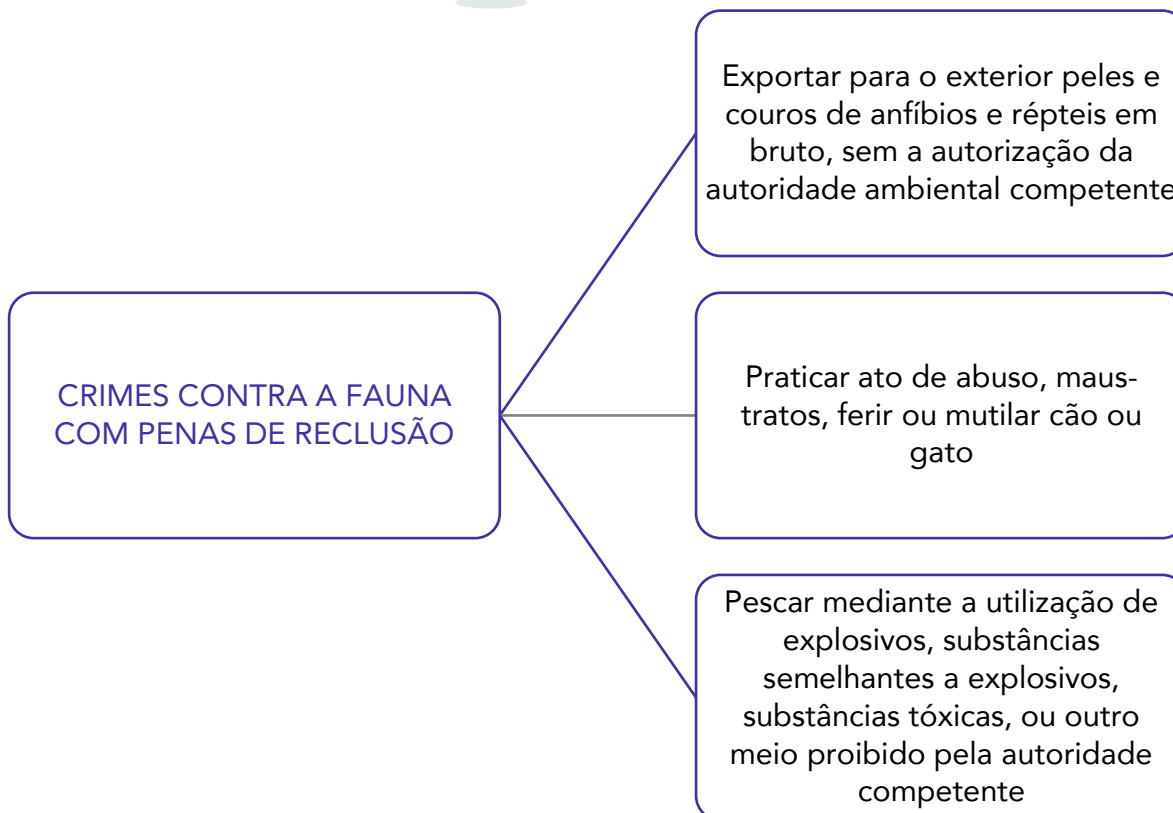 Exportar para o exterior peles e
couros de anfíbios e répteis em
bruto, sem a autorização da
autoridade ambiental competente
CRIMES CONTRA A FAUNA
COM PENAS DE RECLUSÃO
Praticar ato de abuso, maus-
tratos, ferir ou mutilar cão ou
gato
Pescar mediante a utilização de
explosivos, substâncias
semelhantes a explosivos,
substâncias tóxicas, ou outro
meio proibido pela autoridade
competente